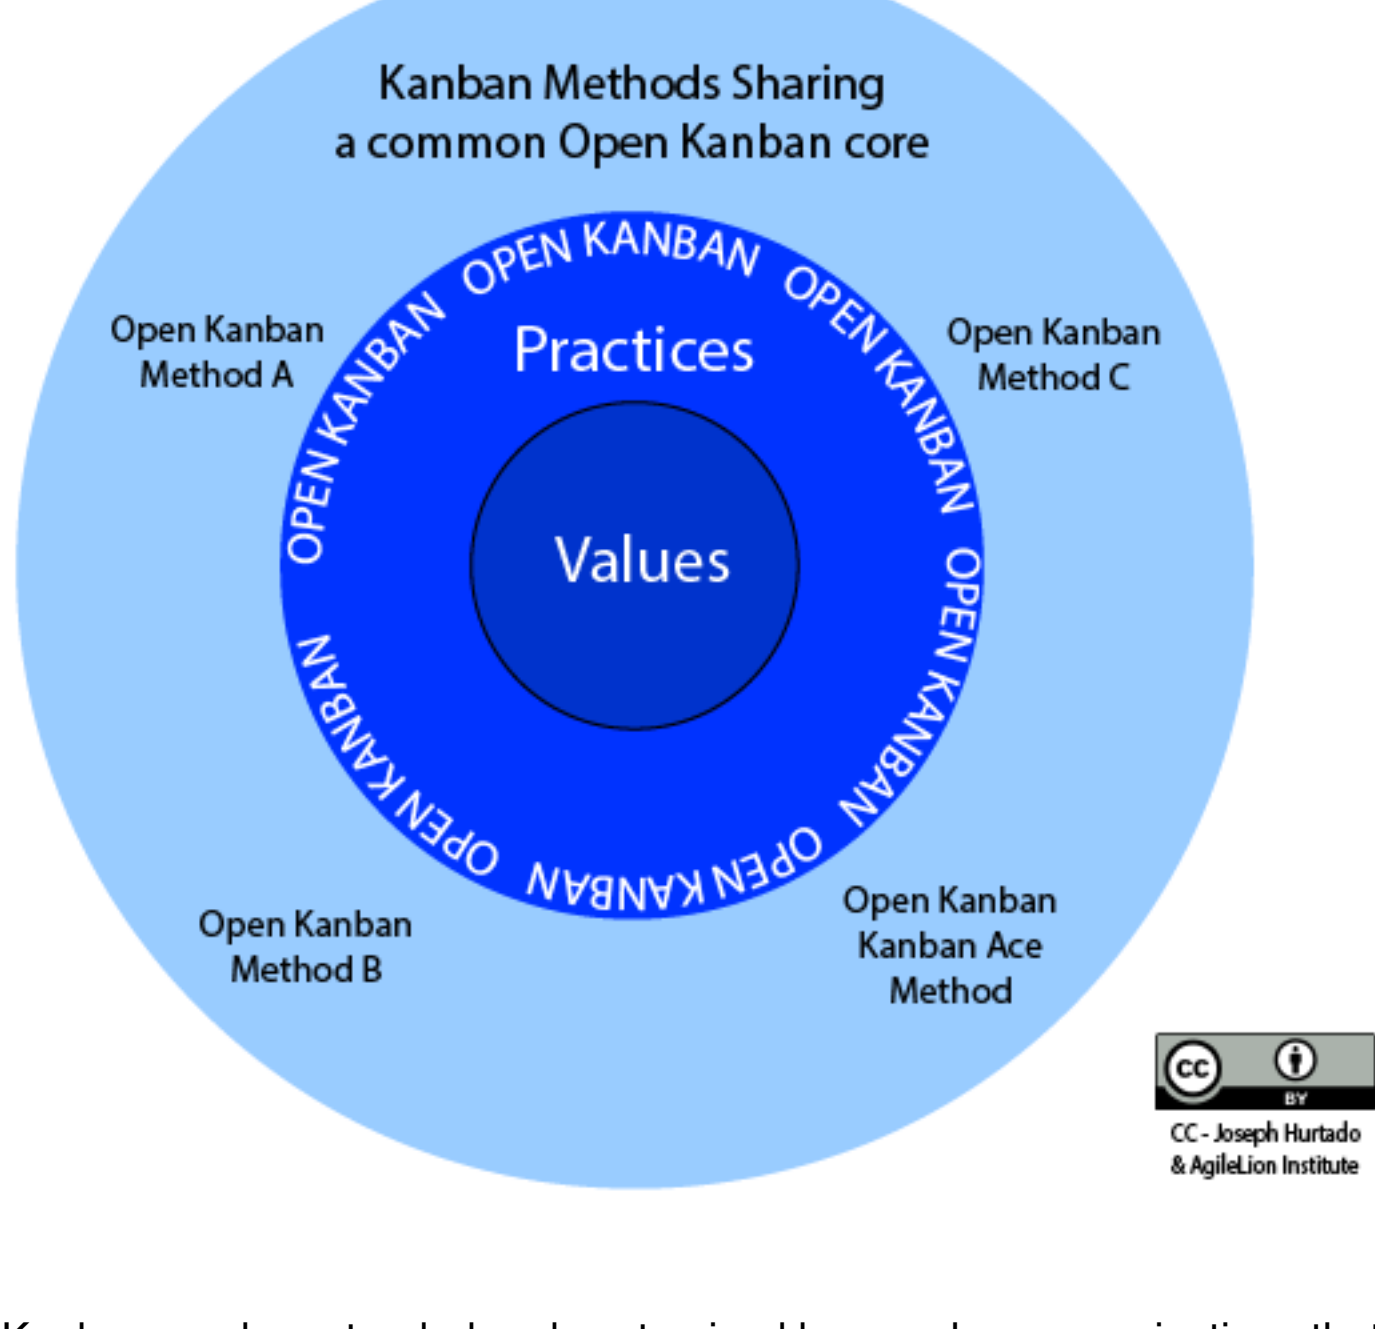 Kanban Methods Sharing
a common Open Kanban core
OPEN KANBAN OPEN KANBAN OPEN KANBAN OPEN KANBAN OPEN KANBAN OPEN KANBAN
Practices
Open Kanban
Method A
Open Kanban
Method C
Values
Open Kanban
Method B
Open Kanban
Kanban Ace
Method
cc
BY
CC - Joseph Hurtado
& AgileLion Institute